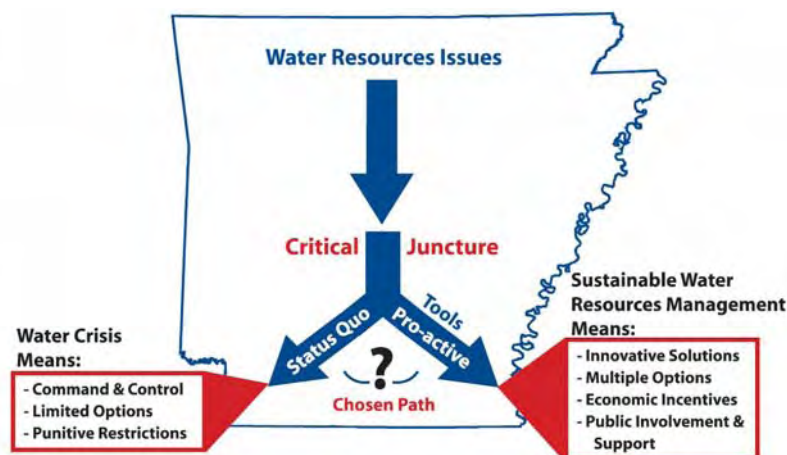 Water Resources Issues
Critical Juncture
Status Quo
Tools
Pro-active
?
Chosen Path
Water Crisis
Means:
- Command & Control
- Limited Options
- Punitive Restrictions
Sustainable Water
Resources Management
Means:
- Innovative Solutions
- Multiple Options
- Economic Incentives
- Public Involvement &
Support